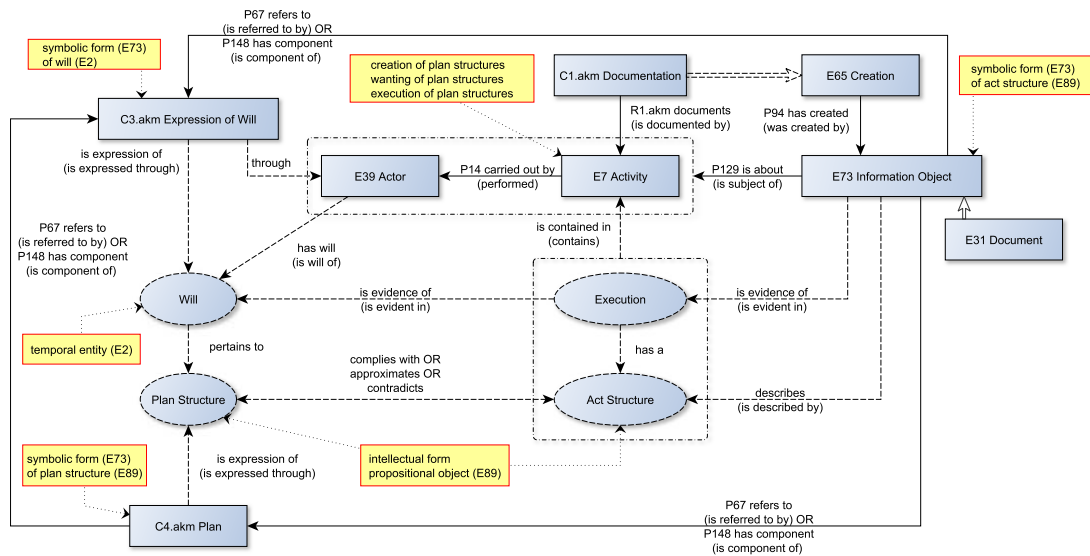 P67 refers to
(is referred to by) OR
P148 has component
(is component of)
symbolic form (E73)
of will (E2)
creation of plan structures
wanting of plan structures
execution of plan structures
C1.akm Documentation
E65 Creation
symbolic form (E73)
of act structure (E89)
C3.akm Expression of Will
R1.akm documents
(is documented by)
P94 has created
(was created by)
is expression of
(is expressed through)
through
E39 Actor
P14 carried out by
(performed)
E7 Activity
P129 is about
(is subject of)
E73 Information Object
P67 refers to
(is referred to by) OR
P148 has component
(is component of)
has will
(is will of)
is contained in
(contains)
E31 Document
Will
is evidence of
(is evident in)
Execution
is evidence of
(is evident in)
temporal entity (E2)
pertains to
has a
complies with OR
approximates OR
contradicts
Plan Structure
Act Structure
describes
(is described by)
symbolic form (E73)
of plan structure (E89)
is expression of
(is expressed through)
intellectual form
propositional object (E89)
C4.akm Plan
P67 refers to
(is referred to by) OR
P148 has component
(is component of)